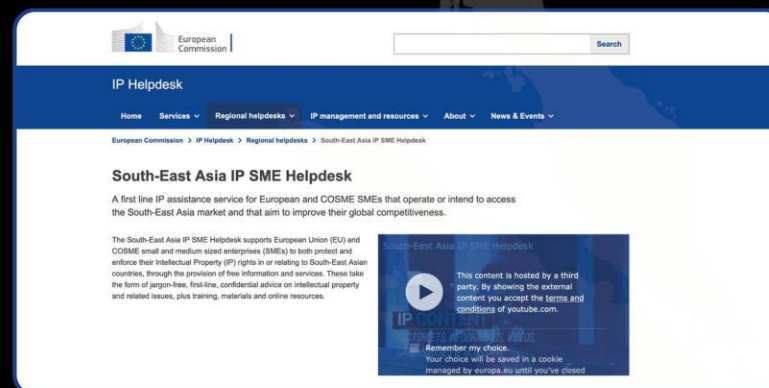 European
Commission
Search
IP Helpdesk
Home Services Regional helpdesks IP management and resources About News & Events
European Commission > IP Helpdesk > Regional helpdesks > South-East Asia IP SME Helpdesk
South-East Asia IP SME Helpdesk
A first line IP assistance service for European and COSME SMEs that operate or intend to access
the South-East Asia market and that aim to improve their global competitiveness.
The South-East Asia IP SME Helpdesk supports European Union (EU) and
COSME small and medium sized enterprises (SMEs) to both protect and
enforce their Intellectual Property (IP) rights in or relating to South-East Asian
countries, through the provision of free information and services. These take
the form of jargon-free, first-line, confidential advice on intellectual property
and related issues, plus training, materials and online resources.
South-East Asia IP SME Helpdesk
This content is hosted by a third
party. By showing the external
content you accept the terms and
conditions of youtube.com.
IP CONTENT
Remember my choice.
Your choice will be saved in a cookie
managed by europa.eu until you've closed